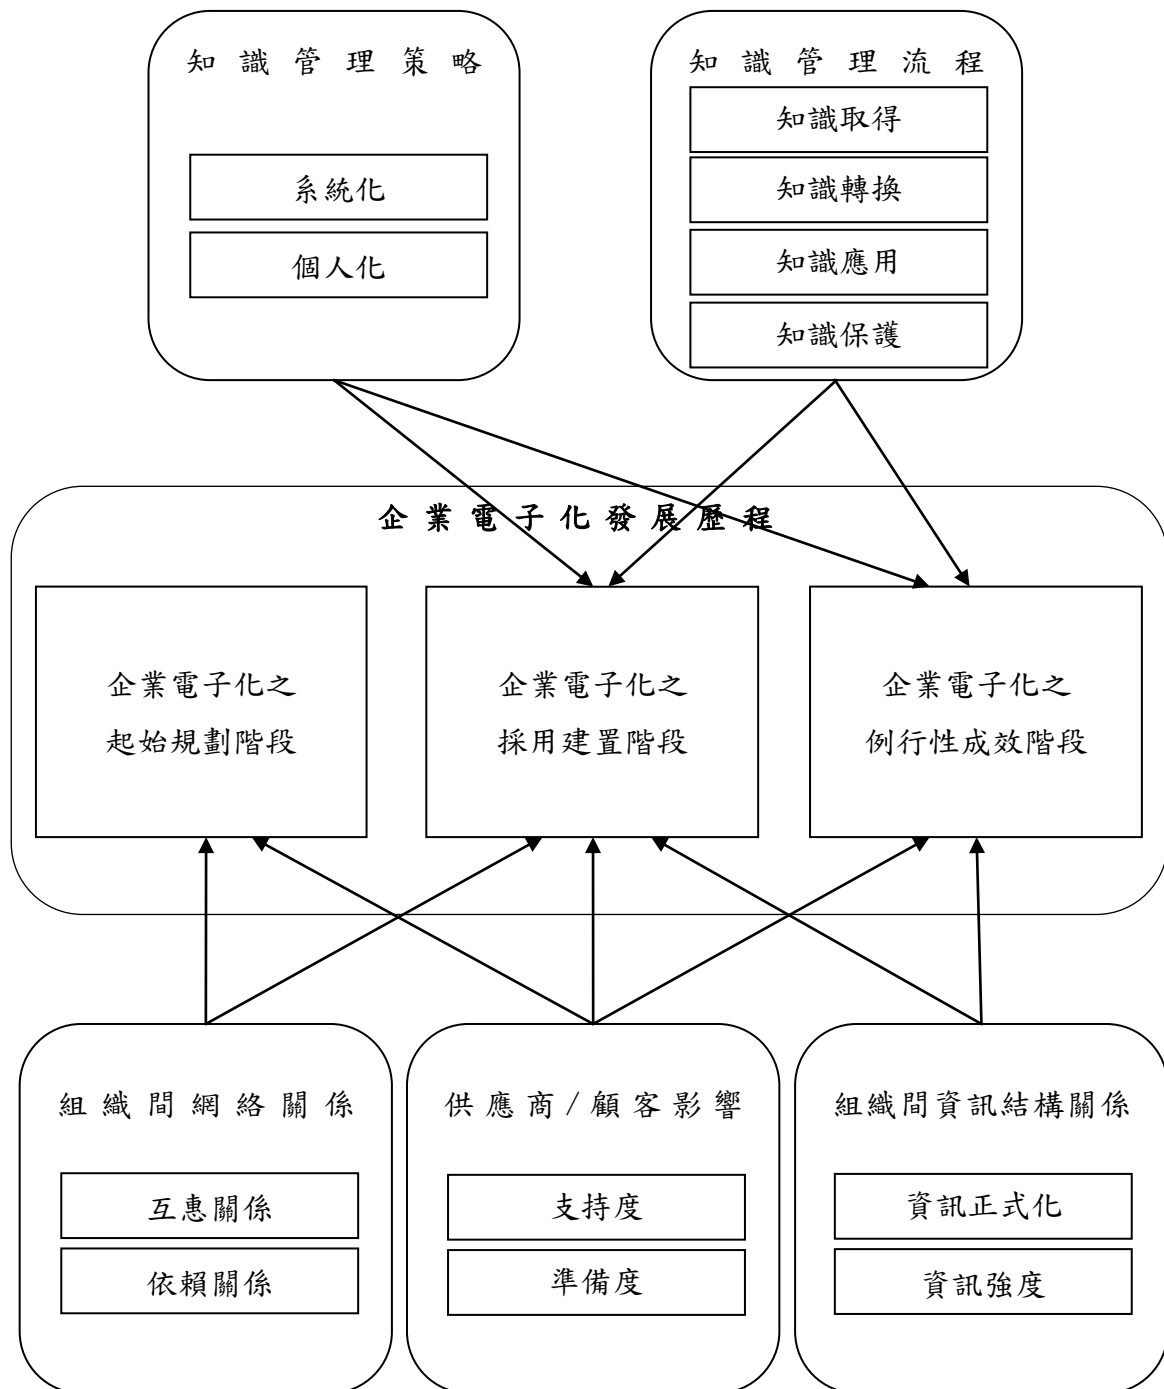 知識管理策略
系統化
個人化
知識管理流程
知識取得
知識轉換
知識應用
知識保護
企業電子化發展歷程
企業電子化之
起始規劃階段
企業電子化之
採用建置階段
企業電子化之
例行性成效階段
組織間網絡關係
互惠關係
依賴關係
供應商/顧客影響
支持度
準備度
組織間資訊結構關係
資訊正式化
資訊強度